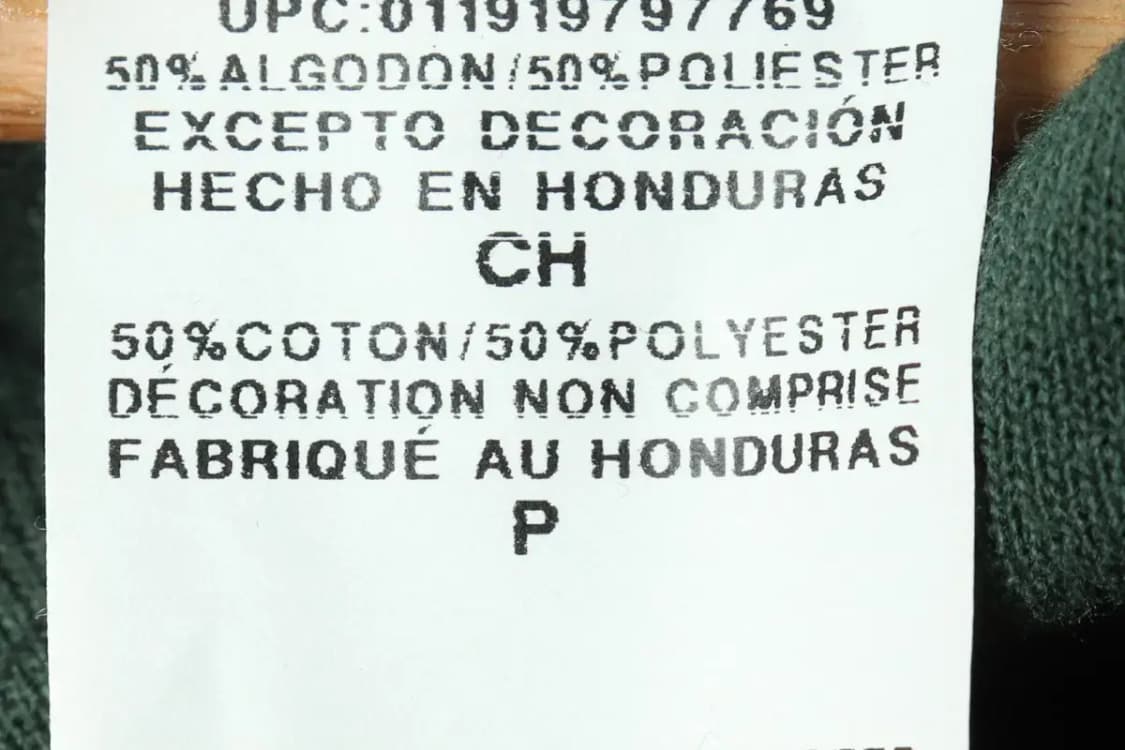 UPC:011919797769
50%ALGODÓN/50%POLIESTER
EXCEPTO DECORACIÓN
HECHO EN HONDURAS
CH
50%COTON/50%POLYESTER
DÉCORATION NON COMPRISE
FABRIQUÉ AU HONDURAS
P